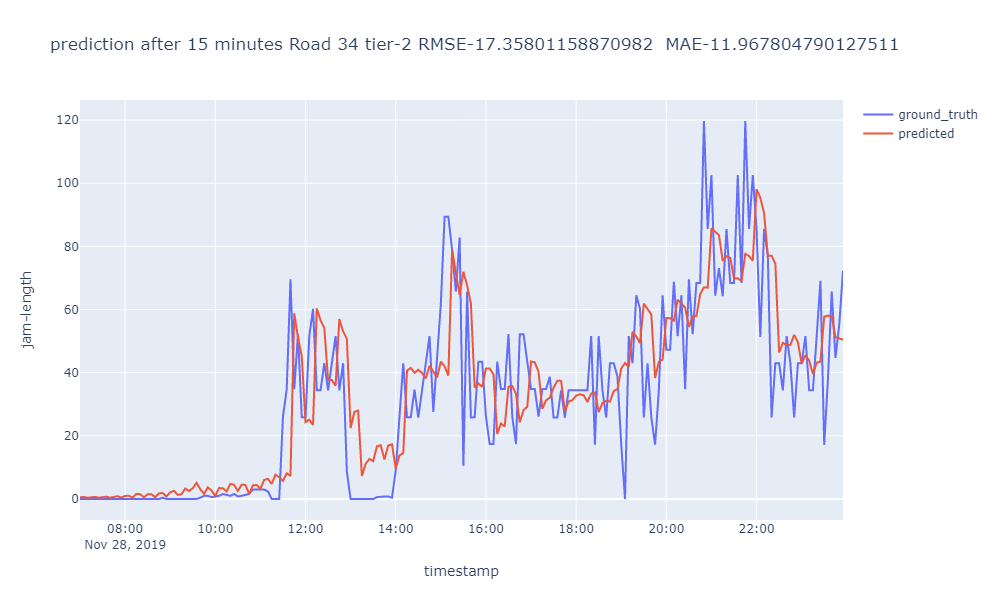 prediction after 15 minutes Road 34 tier-2 RMSE-17.35801158870982  MAE-11.967804790127511
ground_truth
predicted
120
100
80
60
40
20
0
jam-length
08:00 10:00 12:00 14:00 16:00 18:00 20:00 22:00
Nov 28, 2019
timestamp